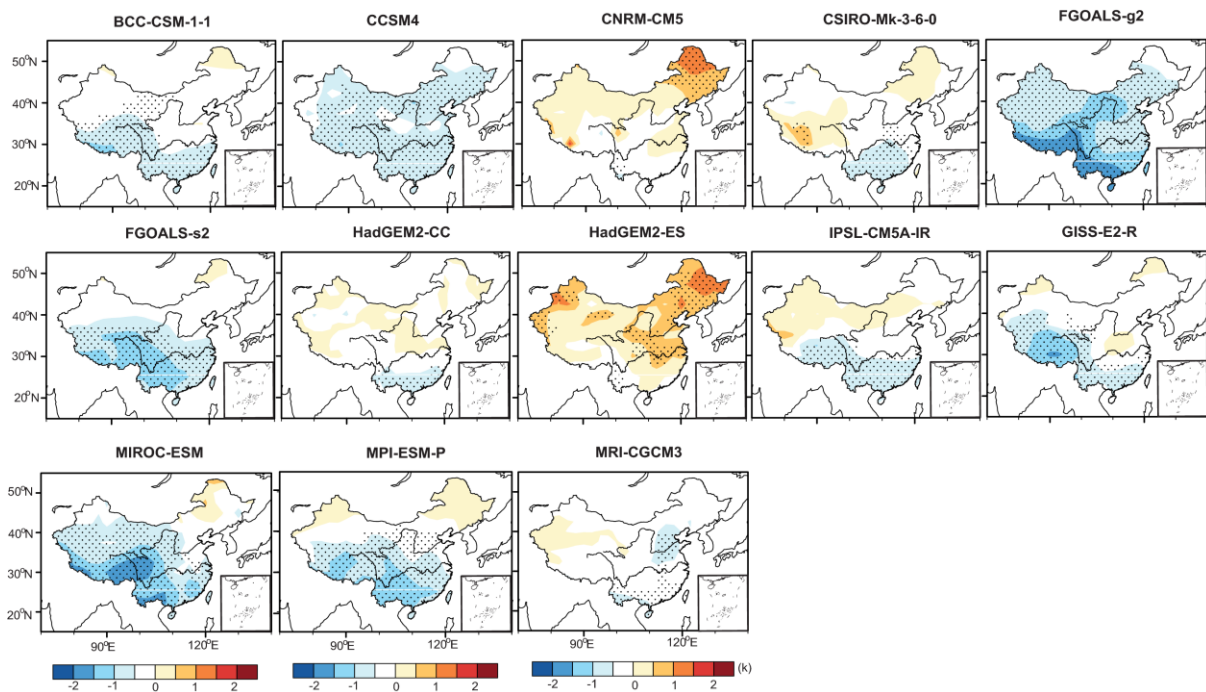 BCC-CSM-1-1 CCSM4 CNRM-CM5 CSIRO-Mk-3-6-0 FGOALS-g2
50°N
40°N
30°N
20°N
FGOALS-s2 HadGEM2-CC HadGEM2-ES IPSL-CM5A-IR GISS-E2-R
50°N
40°N
30°N
20°N
MIROC-ESM MPI-ESM-P MRI-CGCM3
50°N
40°N
30°N
20°N
90°E 120°E 90°E 120°E 90°E 120°E
-2 -1 0 1 2 -2 -1 0 1 2 -2 -1 0 1 2 (k)